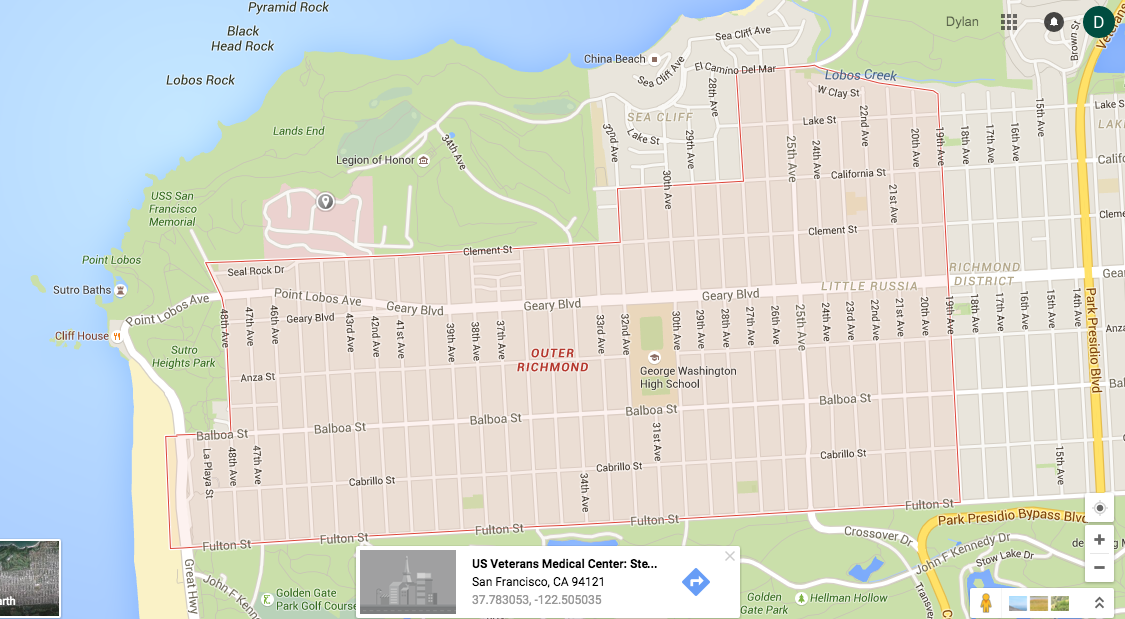 Pyramid Rock
Black
Head Rock
Lobos Rock
Dylan
D
Veterans
Brown Sr
Sea Cliff Ave
China Beach
Sea Cliff Ave
El Camino Del Mar
Lobos Creek
28th Ave
W Clay St
SEA CLIFF
Lake St
Lake St
Lake S
LAK
22nd Ave
15th Ave
32nd Ave
29th Ave
25th Ave
24th Ave
20th Ave
19th Ave
18th Ave
17th Ave
16th Ave
Lands End
34th Ave
Legion of Honor
30th Ave
California St
Califo
21st Ave
USS San
Francisco
Memorial
Cleme
Clement St
Clement St
Point Lobos
Seal Rock Dr
RICHMOND
DISTRICT
LITTLE RUSSIA
Gear
Sutro Baths
Point Lobos Ave
Point Lobos Ave
Geary Blvd
Geary Blvd
Geary Blvd
Geary Blvd
48th Ave
47th Ave
46th Ave
43rd Ave
42nd Ave
41st Ave
39th Ave
38th Ave
37th Ave
33rd Ave
32nd Ave
30th Ave
29th Ave
28th Ave
27th Ave
26th Ave
25th Ave
24th Ave
23rd Ave
22nd Ave
21st Ave
20th Ave
19th Ave
18th Ave
17th Ave
16th Ave
15th Ave
14th Ave
Park Presidio Blvd
Anza
Cliff House
Sutro
Heights Park
OUTER
RICHMOND
George Washington
High School
Anza St
Balboa St
Balboa St
Balboa St
Balboa St
Balboa St
Bal
La Playa St
48th Ave
47th Ave
31st Ave
34th Ave
15th Ave
Cabrillo St
Cabrillo St
Cabrillo St
Fulton St
Fulton St
Fulton St
Fulton St
Fulton St
Park Presidio Bypass Blvd
Crossover Dr
John F Kennedy Dr
Stow Lake Dr
de
Great Hwy
John F Kenne
Golden Gate
Park Golf Course
US Veterans Medical Center: Ste...
San Francisco, CA 94121
37.783053, -122.505035
Golden
Gate Park
Hellman Hollow
Transver
arth